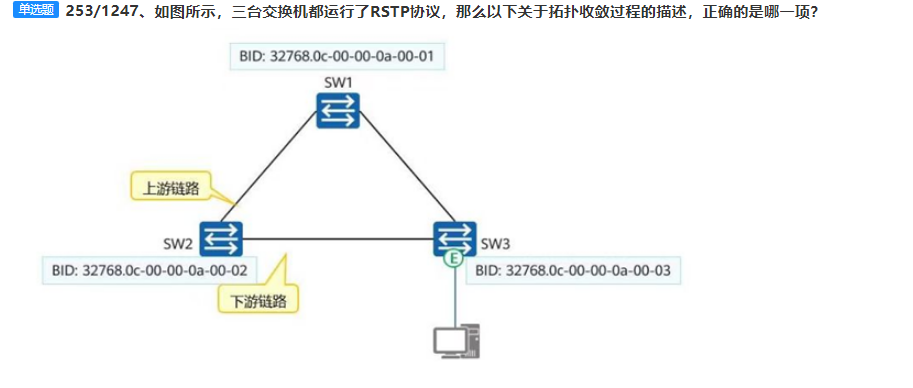 单选题 253/1247、如图所示，三台交换机都运行了RSTP协议，那么以下关于拓扑收敛过程的描述，正确的是哪一项？
BID: 32768.0c-00-00-0a-00-01
SW1
上游链路
SW2
SW3
E
BID: 32768.0c-00-00-0a-00-02
BID: 32768.0c-00-00-0a-00-03
下游链路